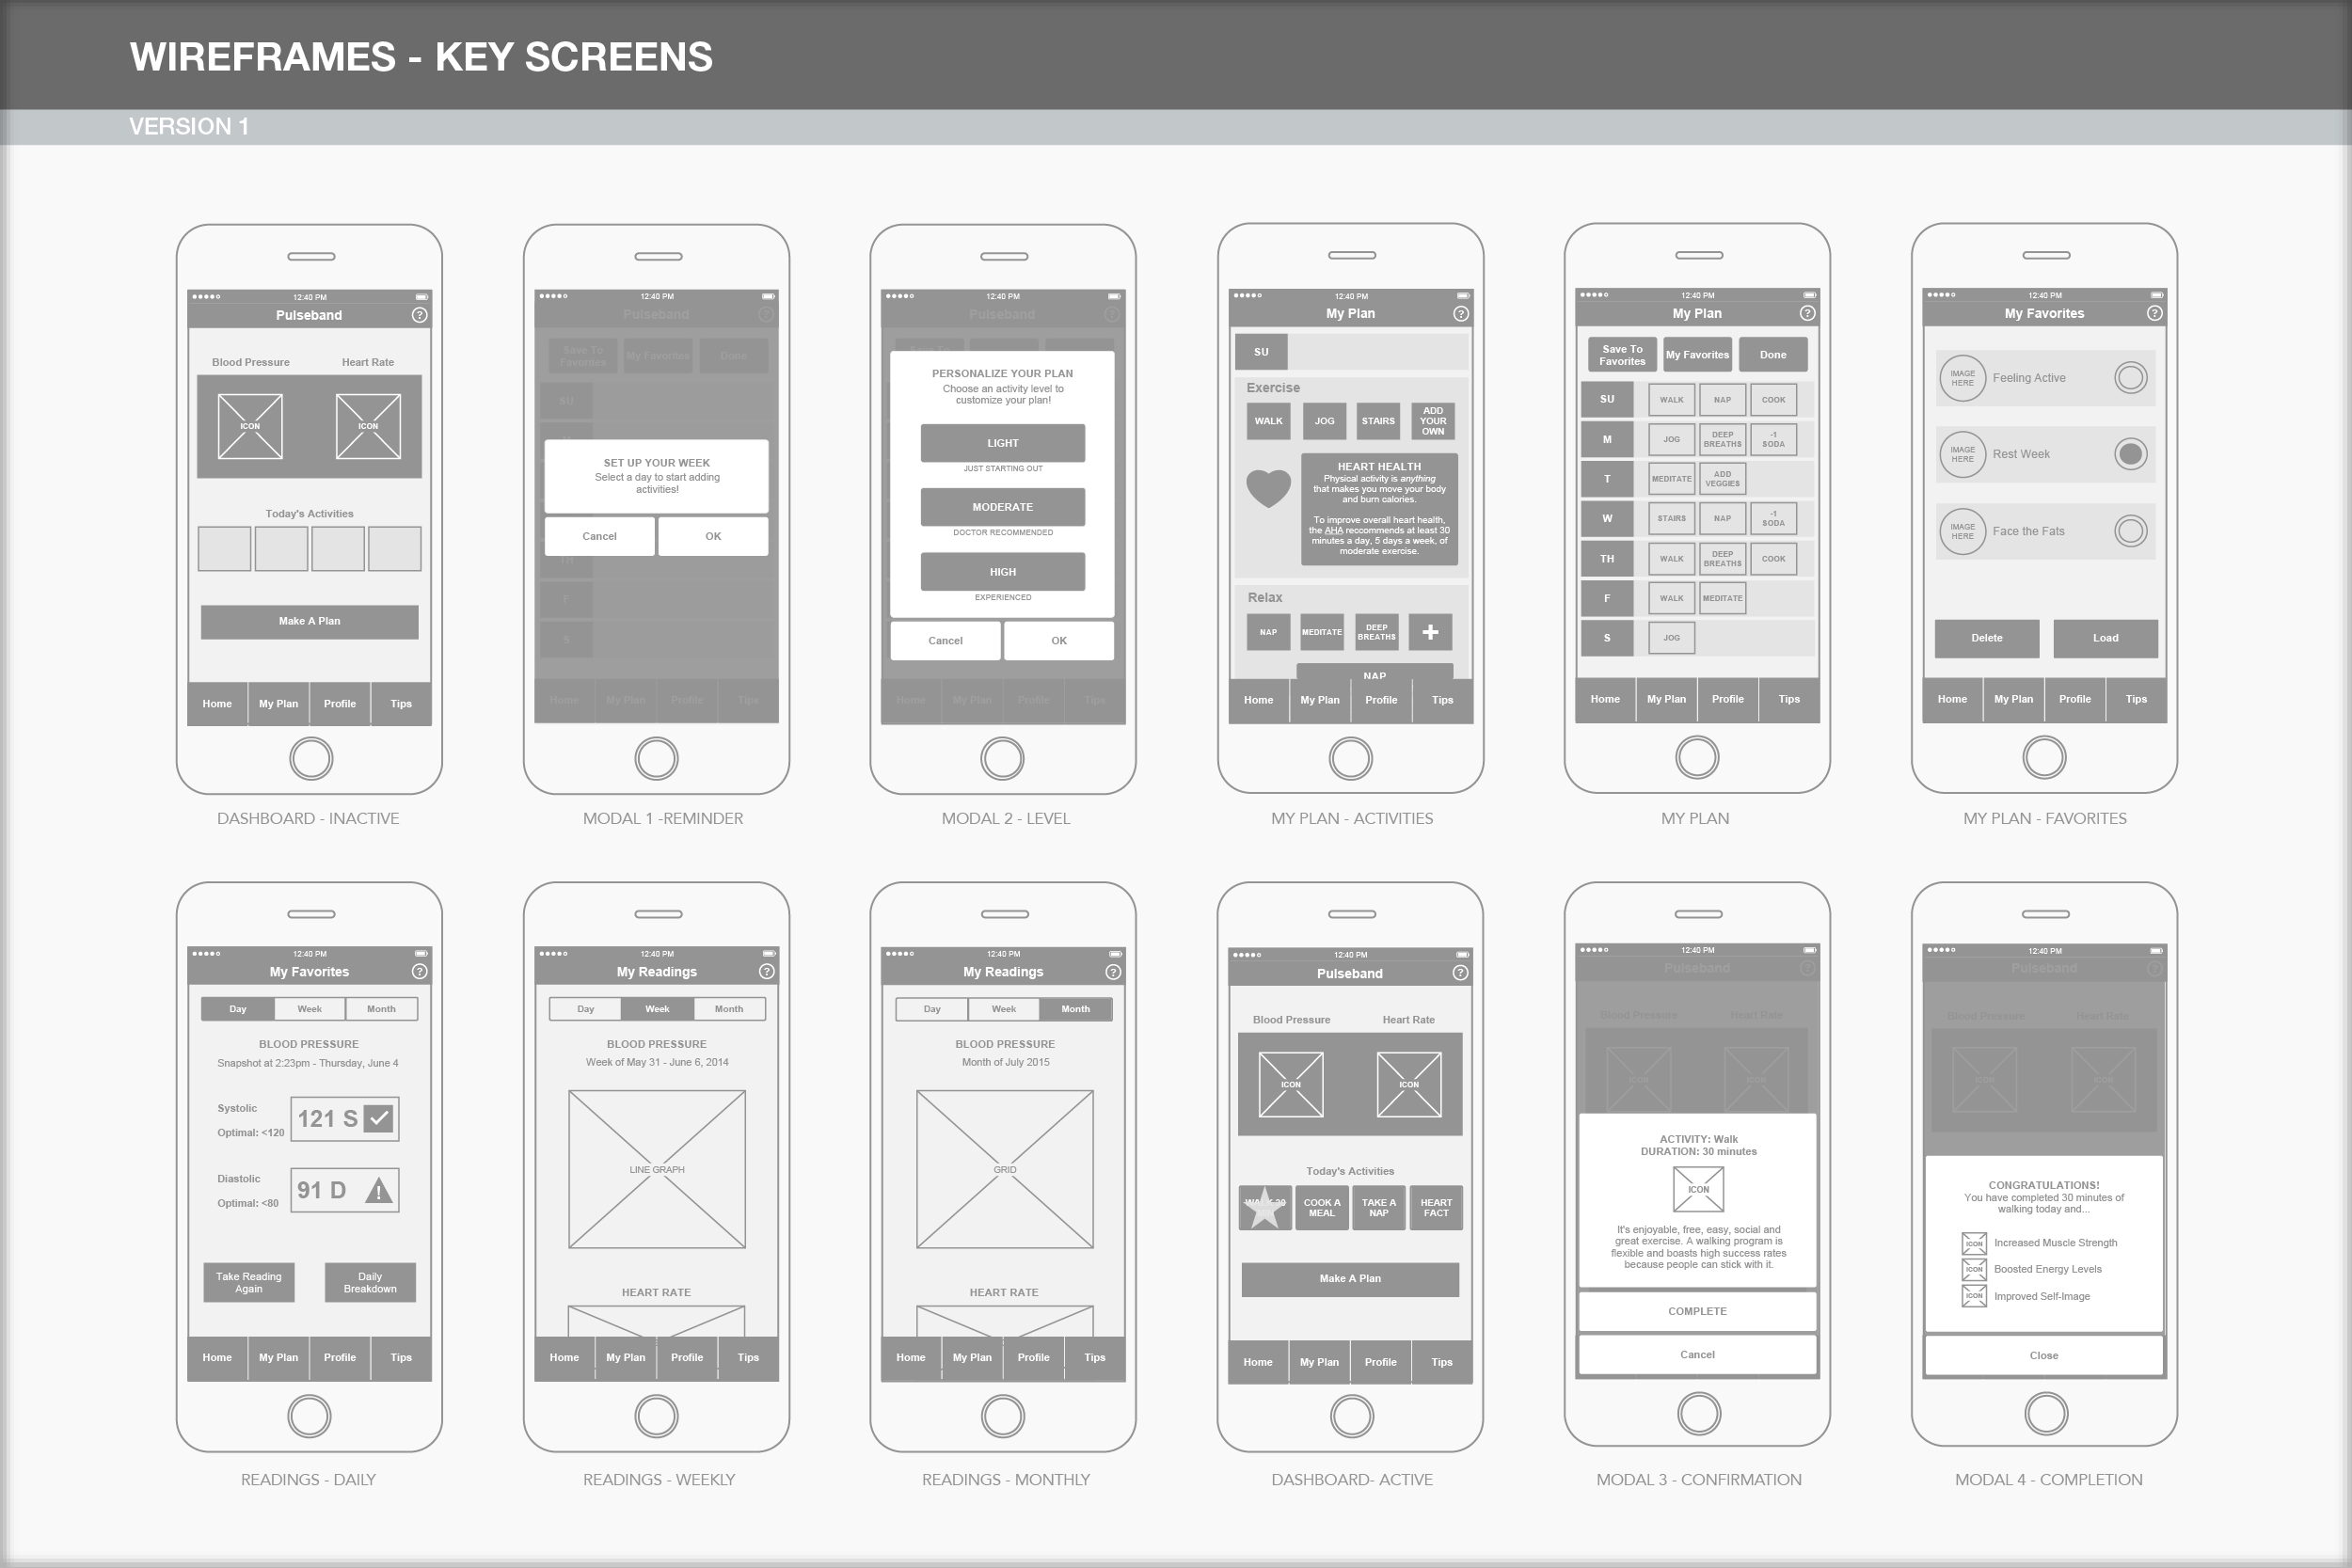 WIREFRAMES - KEY SCREENS
VERSION 1
12:40 PM
Pulseband
?
Blood Pressure
Heart Rate
ICON
ICON
Today's Activities
Make A Plan
Home
My Plan
Profile
Tips
DASHBOARD - INACTIVE
12:40 PM
Pulseband
?
Save To
Favorites
My Favorites
Done
SU
SET UP YOUR WEEK
Select a day to start adding
activities!
Cancel
OK
TH
F
S
Home
My Plan
Profile
Tips
MODAL 1 -REMINDER
12:40 PM
Pulseband
?
PERSONALIZE YOUR PLAN
Choose an activity level to
customize your plan!
LIGHT
JUST STARTING OUT
MODERATE
DOCTOR RECOMMENDED
HIGH
EXPERIENCED
Cancel
OK
Home
My Plan
Profile
Tips
MODAL 2 - LEVEL
12:40 PM
My Plan
?
SU
Exercise
WALK
JOG
STAIRS
ADD
YOUR
OWN
HEART HEALTH
Physical activity is anything
that makes you move your body
and burn calories.
To improve overall heart health,
the AHA reccommends at least 30
minutes a day, 5 days a week, of
moderate exercise.
Relax
NAP
MEDITATE
DEEP
BREATHS
+
NAP
Home
My Plan
Profile
Tips
MY PLAN - ACTIVITIES
12:40 PM
My Plan
?
Save To
Favorites
My Favorites
Done
SU
WALK
NAP
COOK
M
JOG
DEEP
BREATHS
-1
SODA
T
MEDITATE
ADD
VEGGIES
W
STAIRS
NAP
-1
SODA
TH
WALK
DEEP
BREATHS
COOK
F
WALK
MEDITATE
S
JOG
Home
My Plan
Profile
Tips
MY PLAN
12:40 PM
My Favorites
?
IMAGE
HERE
Feeling Active
IMAGE
HERE
Rest Week
IMAGE
HERE
Face the Fats
Delete
Load
Home
My Plan
Profile
Tips
MY PLAN - FAVORITES
12:40 PM
My Favorites
?
Day
Week
Month
BLOOD PRESSURE
Snapshot at 2:23pm - Thursday, June 4
Systolic
Optimal: <120
121 S
Diastolic
Optimal: <80
91 D
!
Take Reading
Again
Daily
Breakdown
Home
My Plan
Profile
Tips
READINGS - DAILY
12:40 PM
My Readings
?
Day
Week
Month
BLOOD PRESSURE
Week of May 31 - June 6, 2014
LINE GRAPH
HEART RATE
Home
My Plan
Profile
Tips
READINGS - WEEKLY
12:40 PM
My Readings
?
Day
Week
Month
BLOOD PRESSURE
Month of July 2015
GRID
HEART RATE
Home
My Plan
Profile
Tips
READINGS - MONTHLY
12:40 PM
Pulseband
?
Blood Pressure
Heart Rate
ICON
ICON
Today's Activities
COOK A
MEAL
TAKE A
NAP
HEART
FACT
Make A Plan
Home
My Plan
Profile
Tips
DASHBOARD- ACTIVE
12:40 PM
Pulseband
?
Blood Pressure
Heart Rate
ICON
ICON
ACTIVITY: Walk
DURATION: 30 minutes
ICON
It's enjoyable, free, easy, social and
great exercise. A walking program is
flexible and boasts high success rates
because people can stick with it.
COMPLETE
Cancel
MODAL 3 - CONFIRMATION
12:40 PM
Pulseband
?
Blood Pressure
Heart Rate
ICON
ICON
CONGRATULATIONS!
You have completed 30 minutes of
walking today and...
ICON
Increased Muscle Strength
ICON
Boosted Energy Levels
ICON
Improved Self-Image
Close
MODAL 4 - COMPLETION